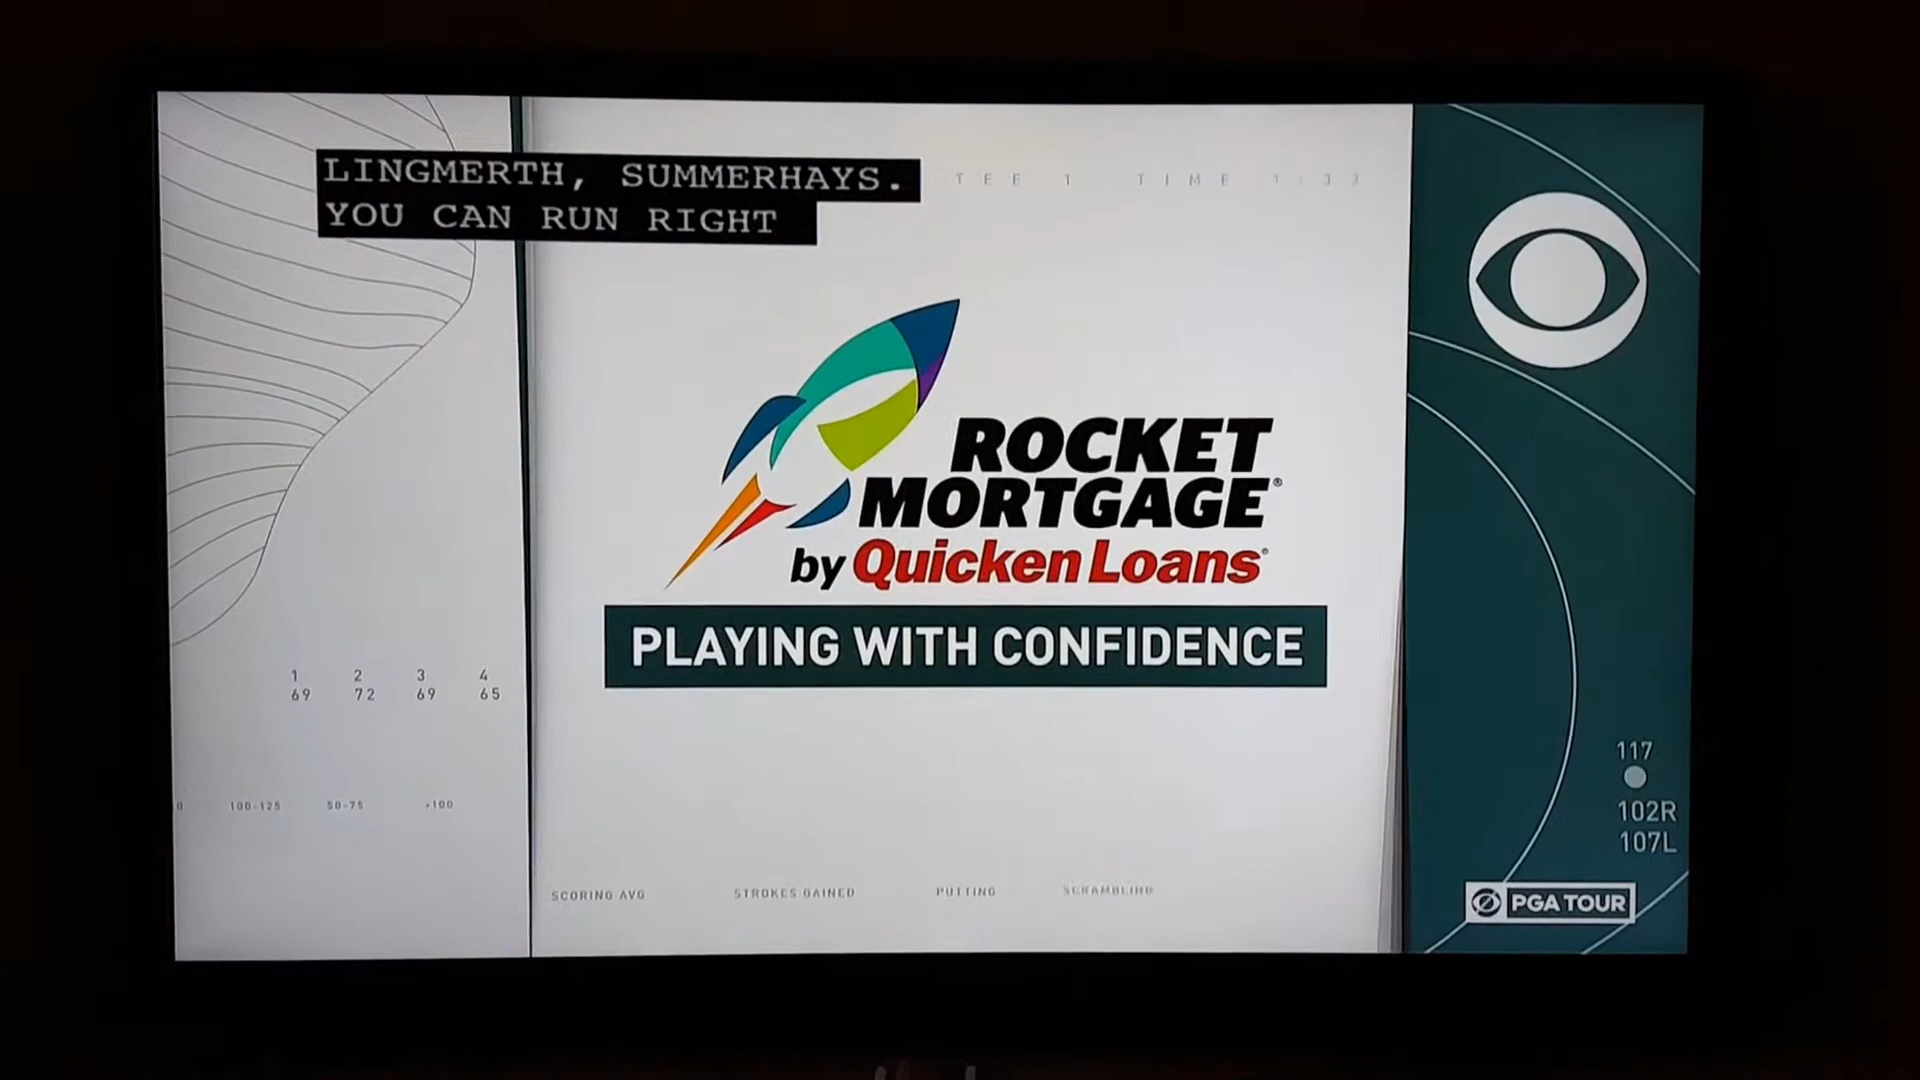 LINGMERTH, SUMMERHAYS.
YOU CAN RUN RIGHT
TEE 1 TIME 1:33
ROCKET
MORTGAGE®
by Quicken Loans®
PLAYING WITH CONFIDENCE
1 2 3 4
69 72 69 65
100-125 50-75 +100
SCORING AVG STROKES GAINED PUTTING SCRAMBLING
117
102R
107L
PGA TOUR